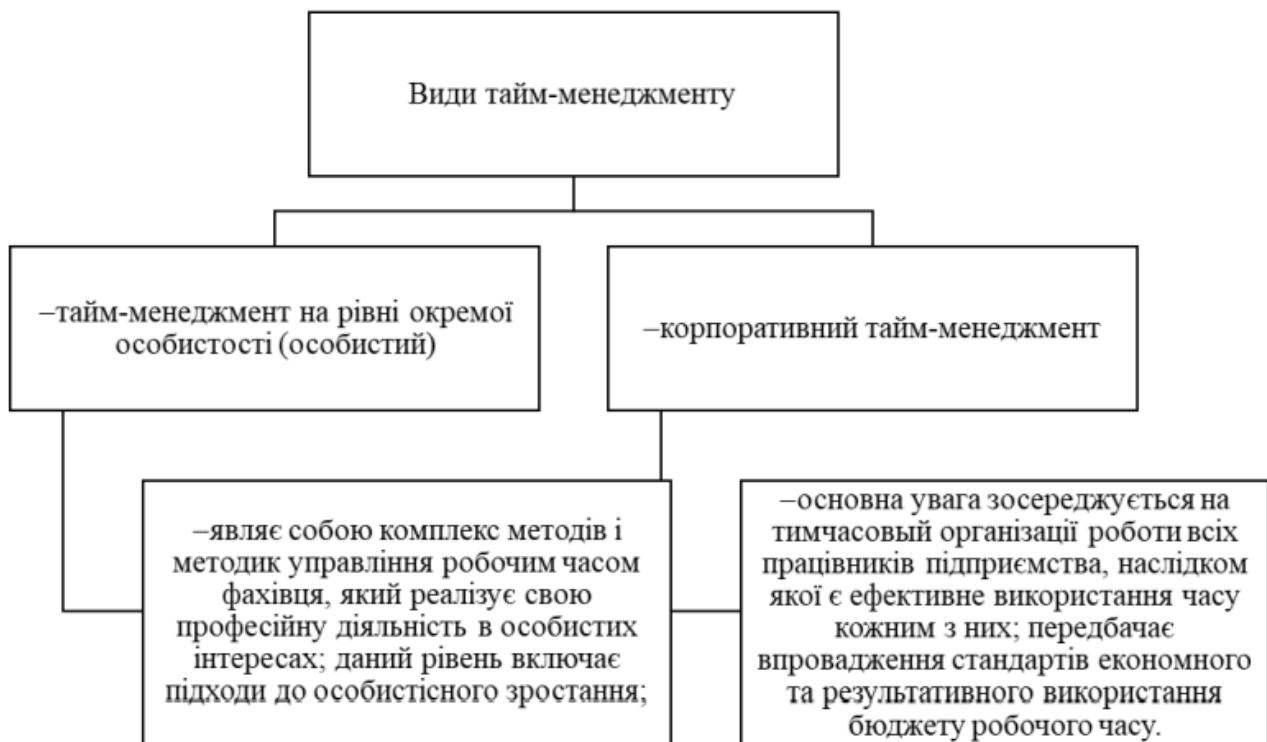 Види тайм-менеджменту
–тайм-менеджмент на рівні окремої
особистості (особистий)
–корпоративний тайм-менеджмент
–являє собою комплекс методів і
методик управління робочим часом
фахівця, який реалізує свою
професійну діяльність в особистих
інтересах; даний рівень включає
підходи до особистісного зростання;
–основна увага зосереджується на
тимчасовый організації роботи всіх
працівників підприємства, наслідком
якої є ефективне використання часу
кожним з них; передбачає
впровадження стандартів економного
та результативного використання
бюджету робочого часу.